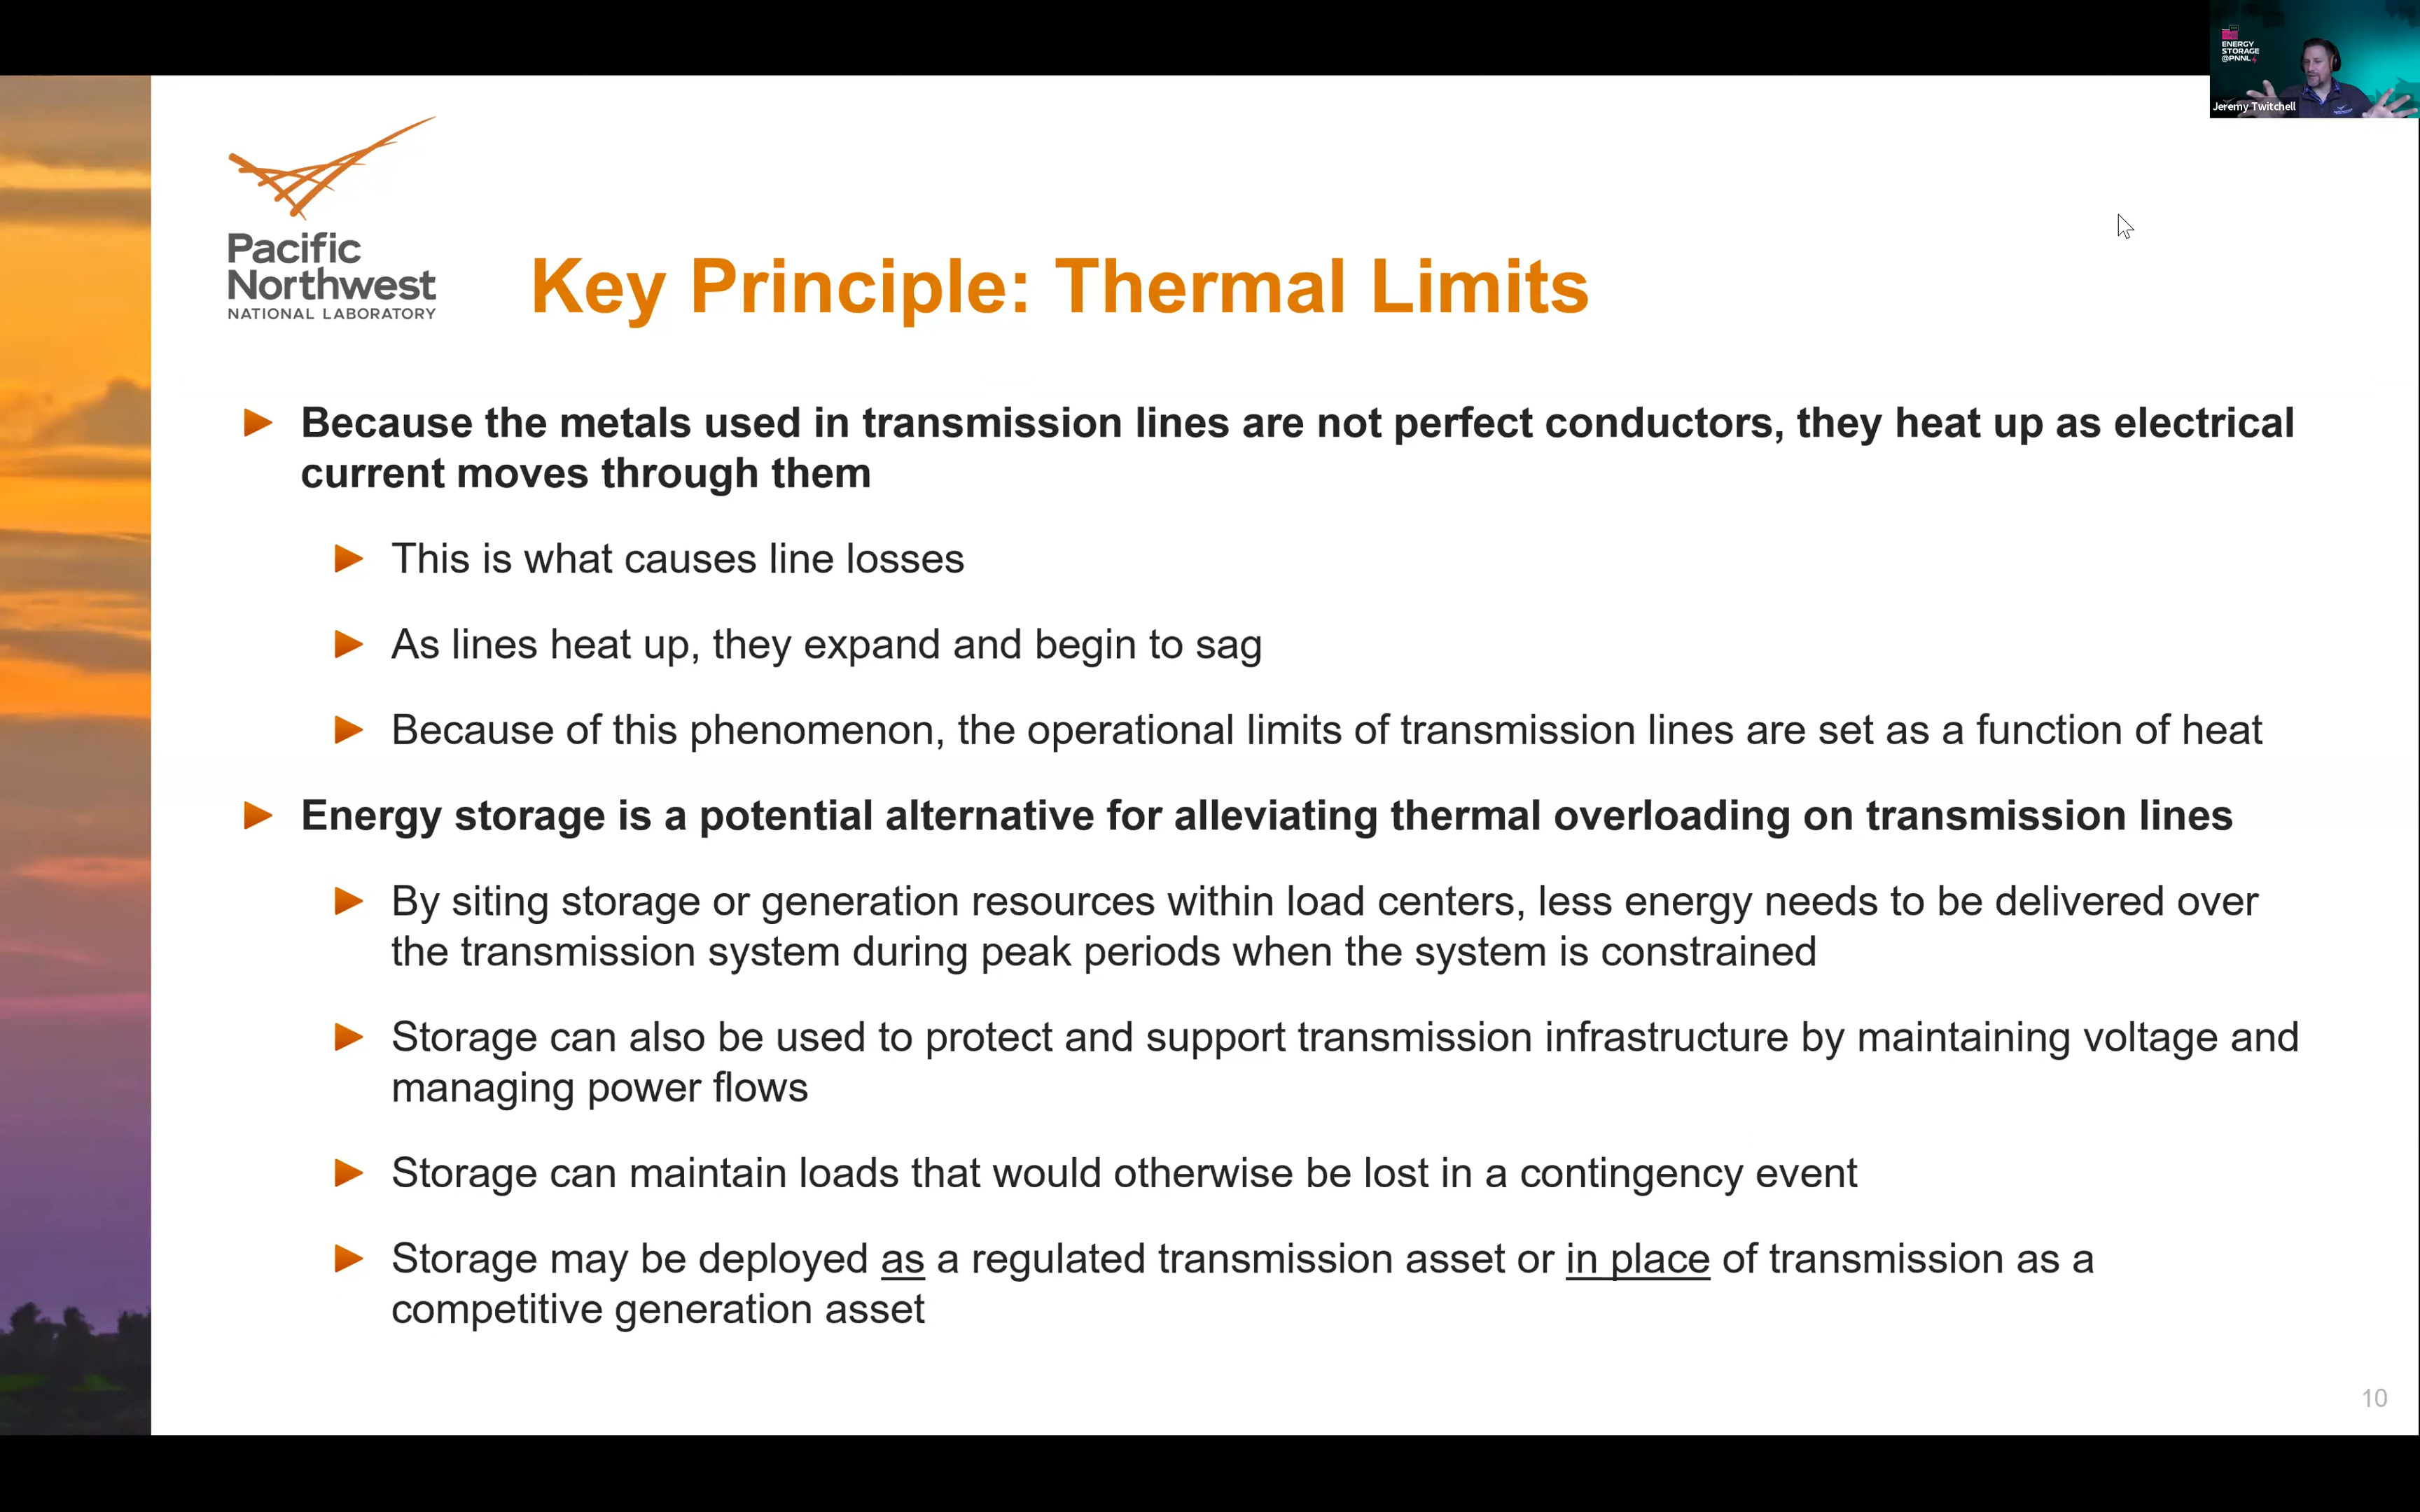 ENERGY
STORAGE
@PNNL
Jeremy Twitchell
Pacific
Northwest
NATIONAL LABORATORY
Key Principle: Thermal Limits
Because the metals used in transmission lines are not perfect conductors, they heat up as electrical
current moves through them
This is what causes line losses
As lines heat up, they expand and begin to sag
Because of this phenomenon, the operational limits of transmission lines are set as a function of heat
Energy storage is a potential alternative for alleviating thermal overloading on transmission lines
By siting storage or generation resources within load centers, less energy needs to be delivered over
the transmission system during peak periods when the system is constrained
Storage can also be used to protect and support transmission infrastructure by maintaining voltage and
managing power flows
Storage can maintain loads that would otherwise be lost in a contingency event
Storage may be deployed as a regulated transmission asset or in place of transmission as a
competitive generation asset
10